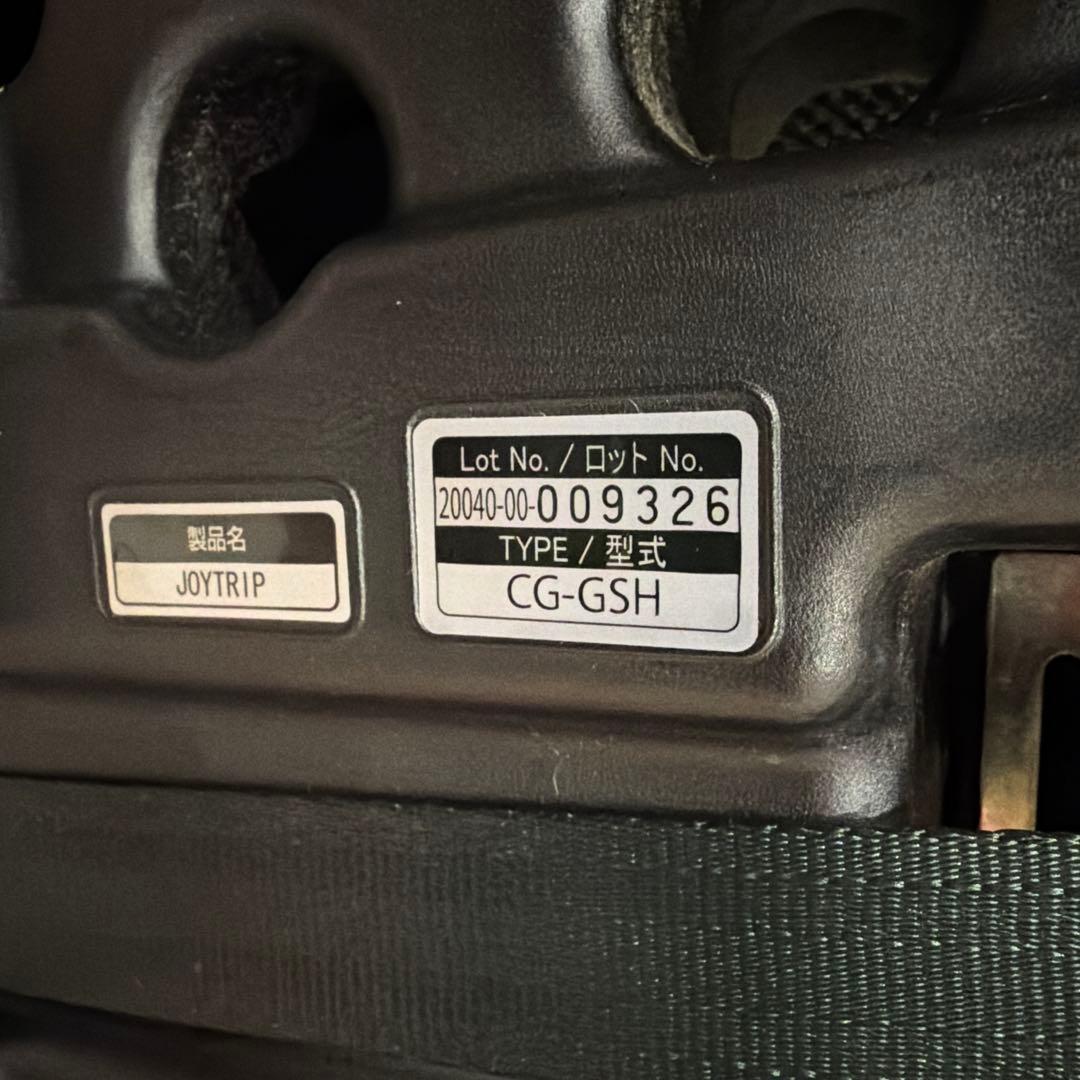 製品名
JOYTRIP
Lot No. / ロット No.
20040-00-009326
TYPE / 型式
CG-GSH